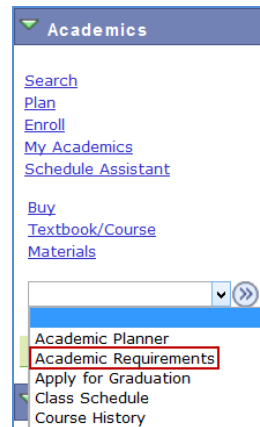 Academics
Search
Plan
Enroll
My Academics
Schedule Assistant
Buy
Textbook/Course
Materials
Academic Planner
Academic Requirements
Apply for Graduation
Class Schedule
Course History